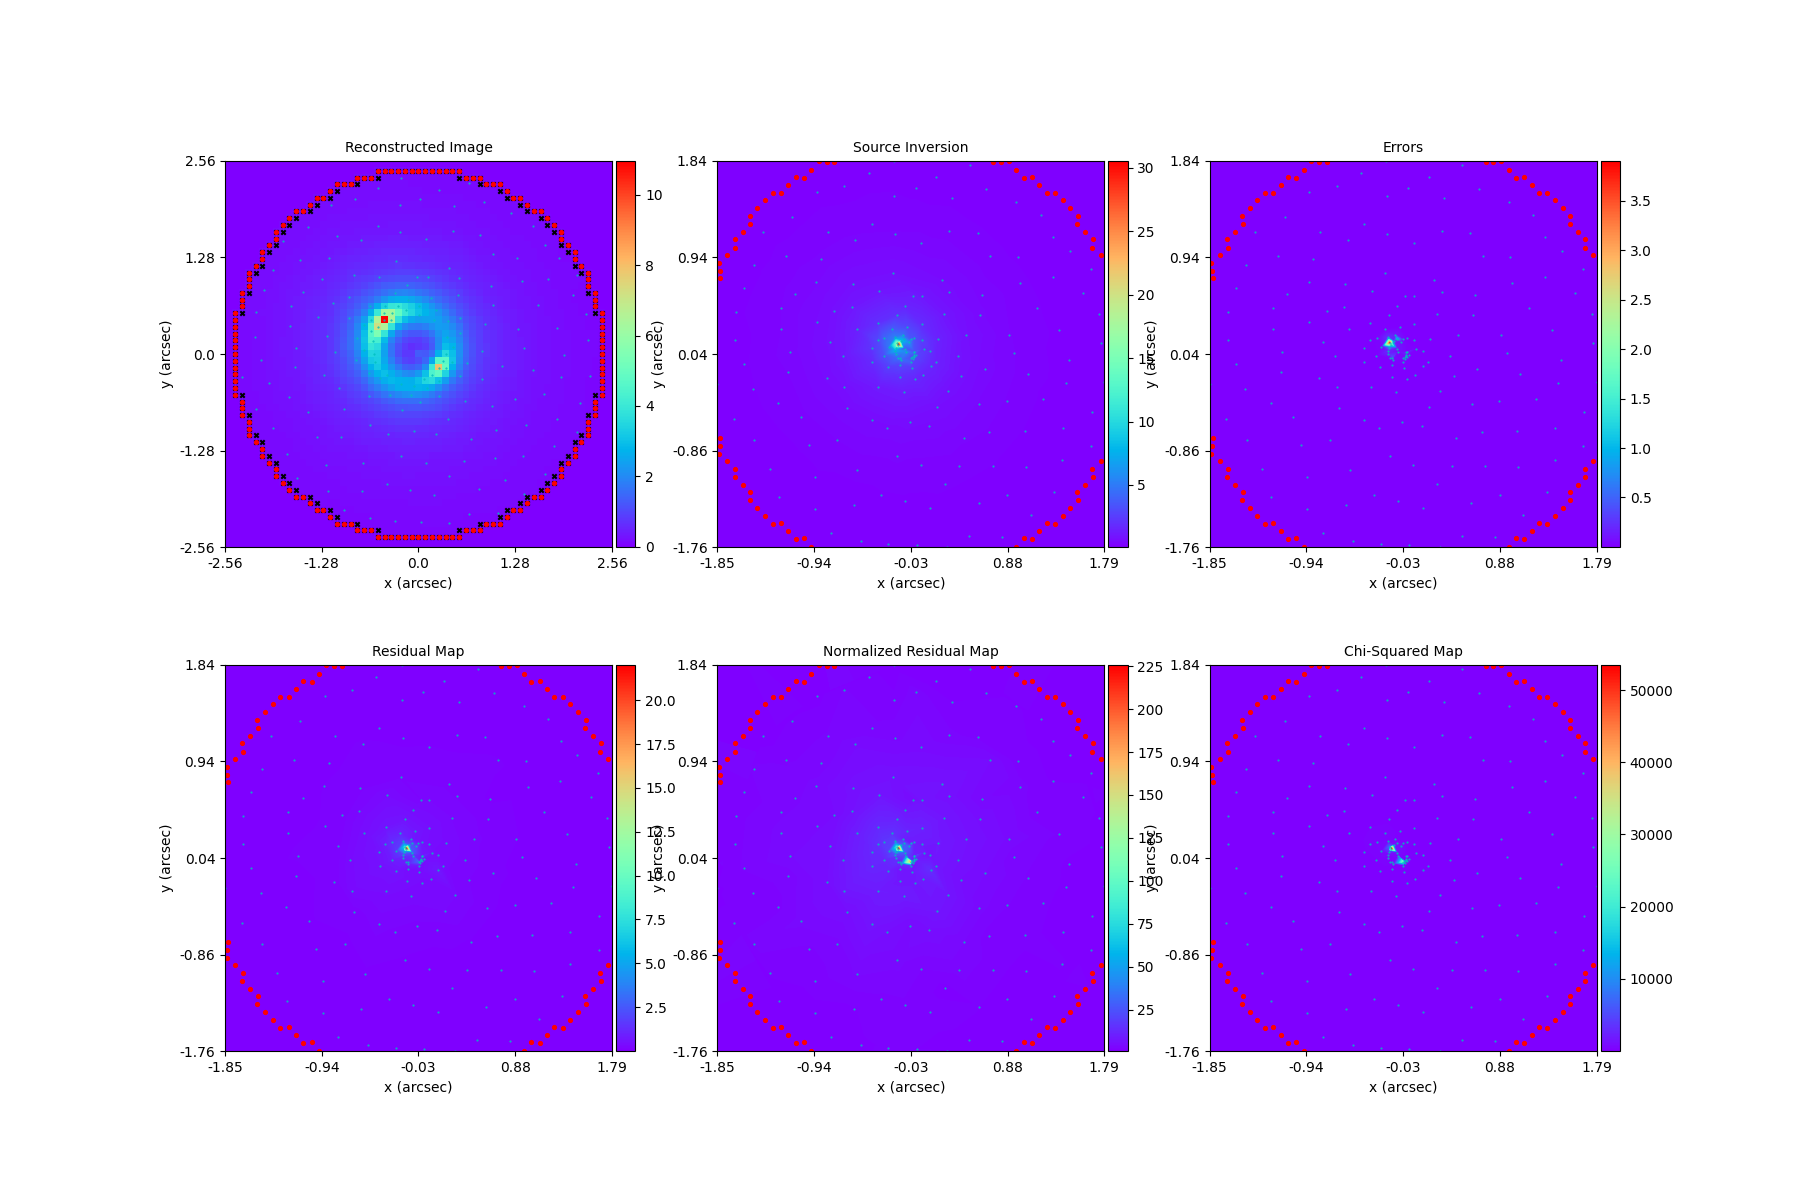 Reconstructed Image
Source Inversion
Errors
2.56
1.28
0.0
-1.28
-2.56
y (arcsec)
-2.56 -1.28 0.0 1.28 2.56
x (arcsec)
10
8
6
4
2
0
1.84
0.94
0.04
-0.86
-1.76
y (arcsec)
-1.85 -0.94 -0.03 0.88 1.79
x (arcsec)
30
25
20
15
10
5
1.84
0.94
0.04
-0.86
-1.76
y (arcsec)
-1.85 -0.94 -0.03 0.88 1.79
x (arcsec)
3.5
3.0
2.5
2.0
1.5
1.0
0.5
Residual Map
Normalized Residual Map
Chi-Squared Map
1.84
0.94
0.04
-0.86
-1.76
y (arcsec)
-1.85 -0.94 -0.03 0.88 1.79
x (arcsec)
20.0
17.5
15.0
12.5
10.0
7.5
5.0
2.5
1.84
0.94
0.04
-0.86
-1.76
y (arcsec)
-1.85 -0.94 -0.03 0.88 1.79
x (arcsec)
225
200
175
150
125
100
75
50
25
1.84
0.94
0.04
-0.86
-1.76
y (arcsec)
-1.85 -0.94 -0.03 0.88 1.79
x (arcsec)
50000
40000
30000
20000
10000